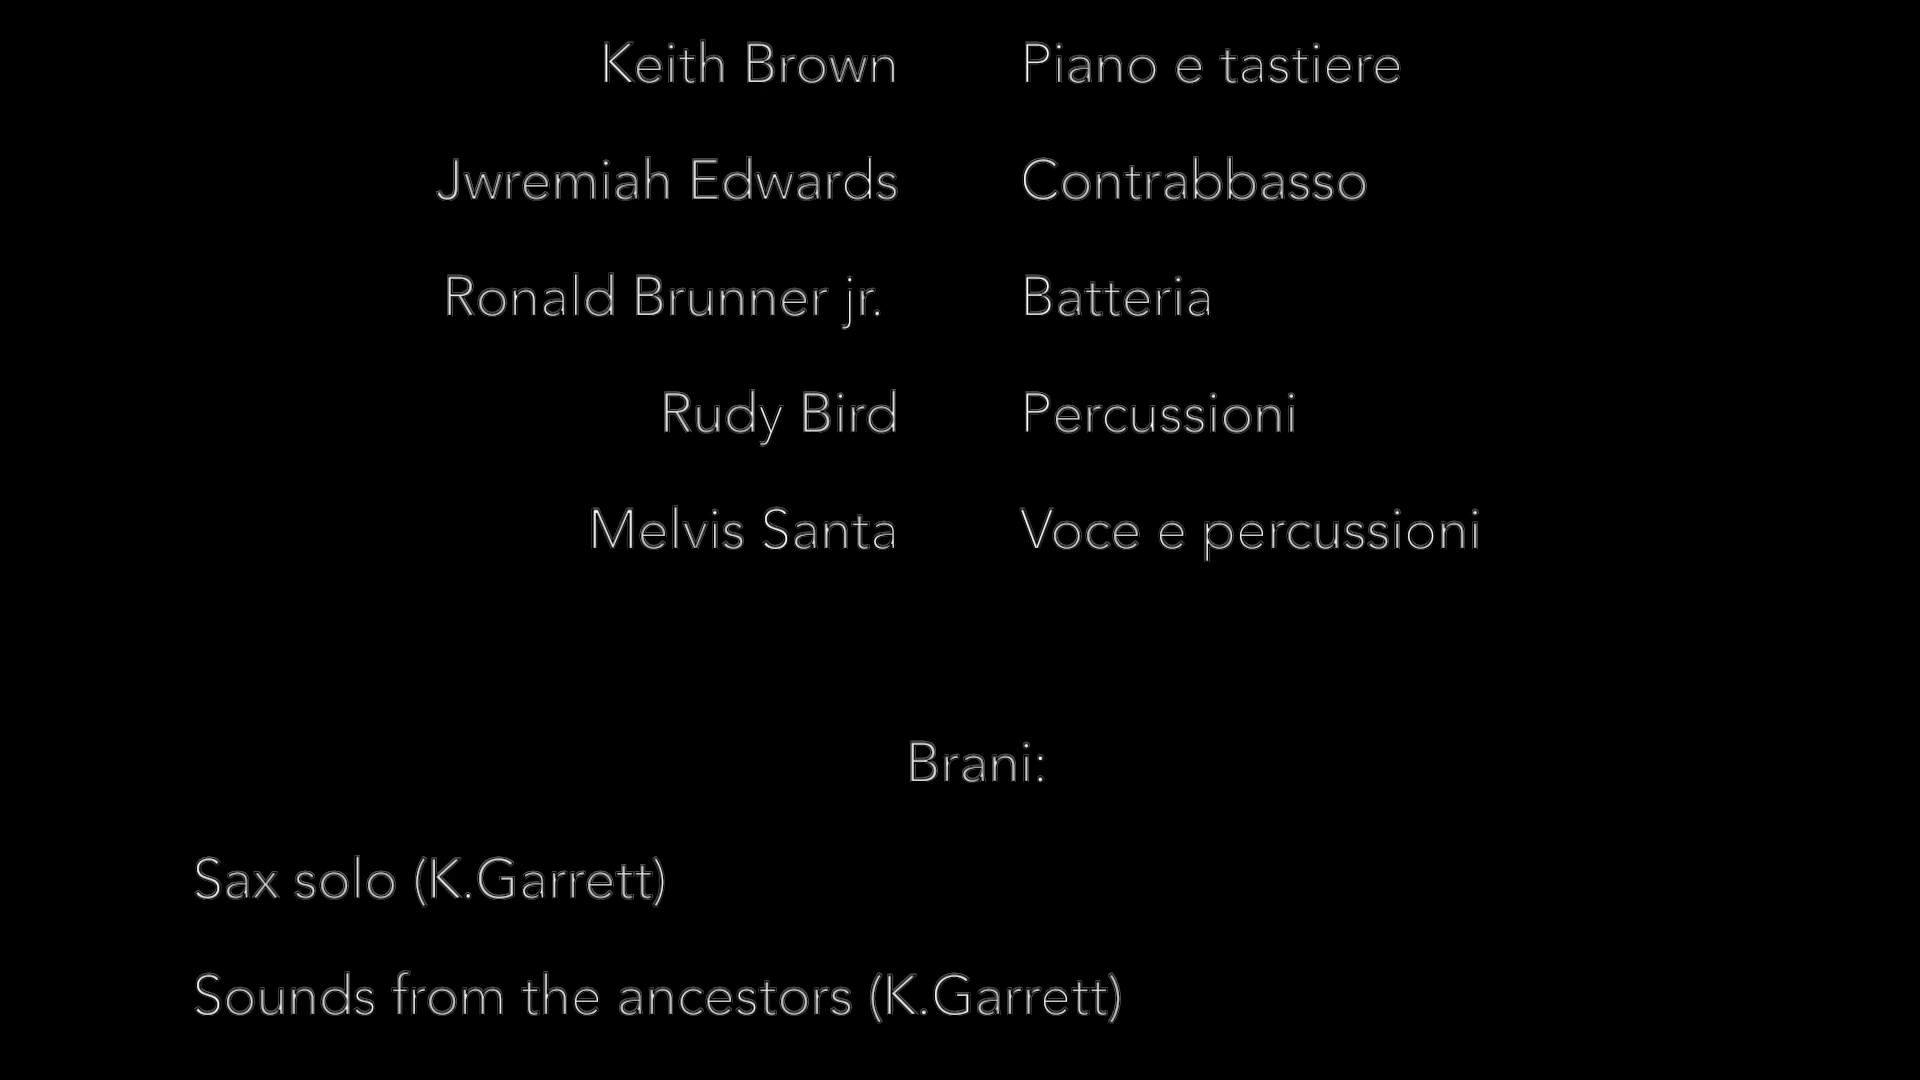 Keith Brown Piano e tastiere
Jwremiah Edwards Contrabbasso
Ronald Brunner jr. Batteria
Rudy Bird Percussioni
Melvis Santa Voce e percussioni
Brani:
Sax solo (K.Garrett)
Sounds from the ancestors (K.Garrett)